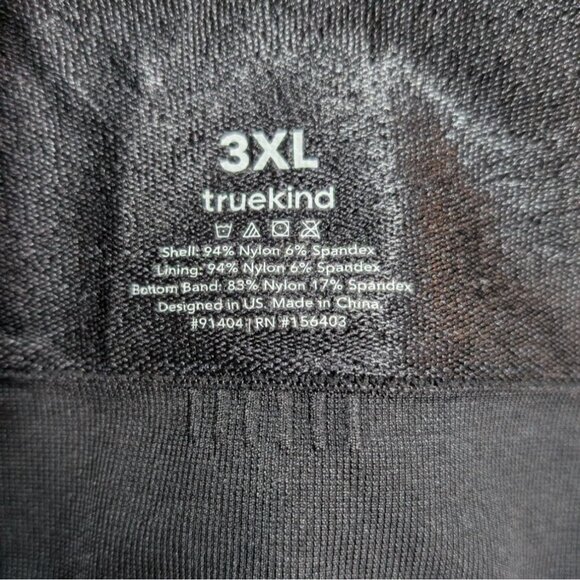 3XL
truekind
Shell: 94% Nylon 6% Spandex
Lining: 94% Nylon 6% Spandex
Bottom Band: 83% Nylon 17% Spandex
Designed in US. Made in China.
#91404 | RN #156403